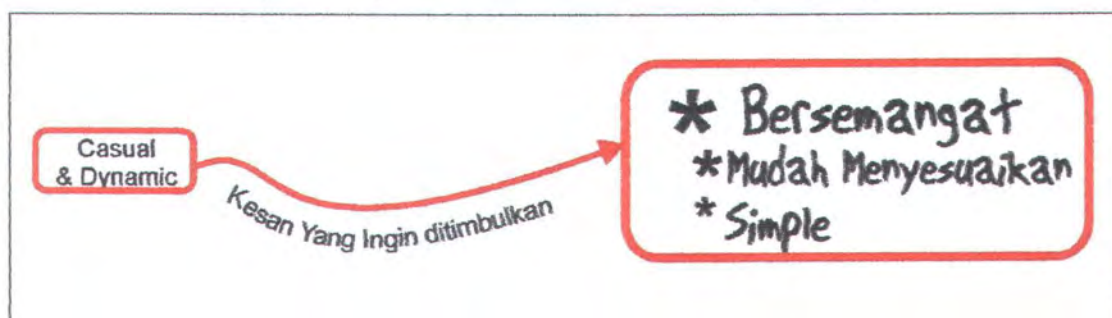 Casual
& Dynamic
Kesan Yang Ingin ditimbulkan
* Bersemangat
* Mudah Menyesuaikan
* Simple